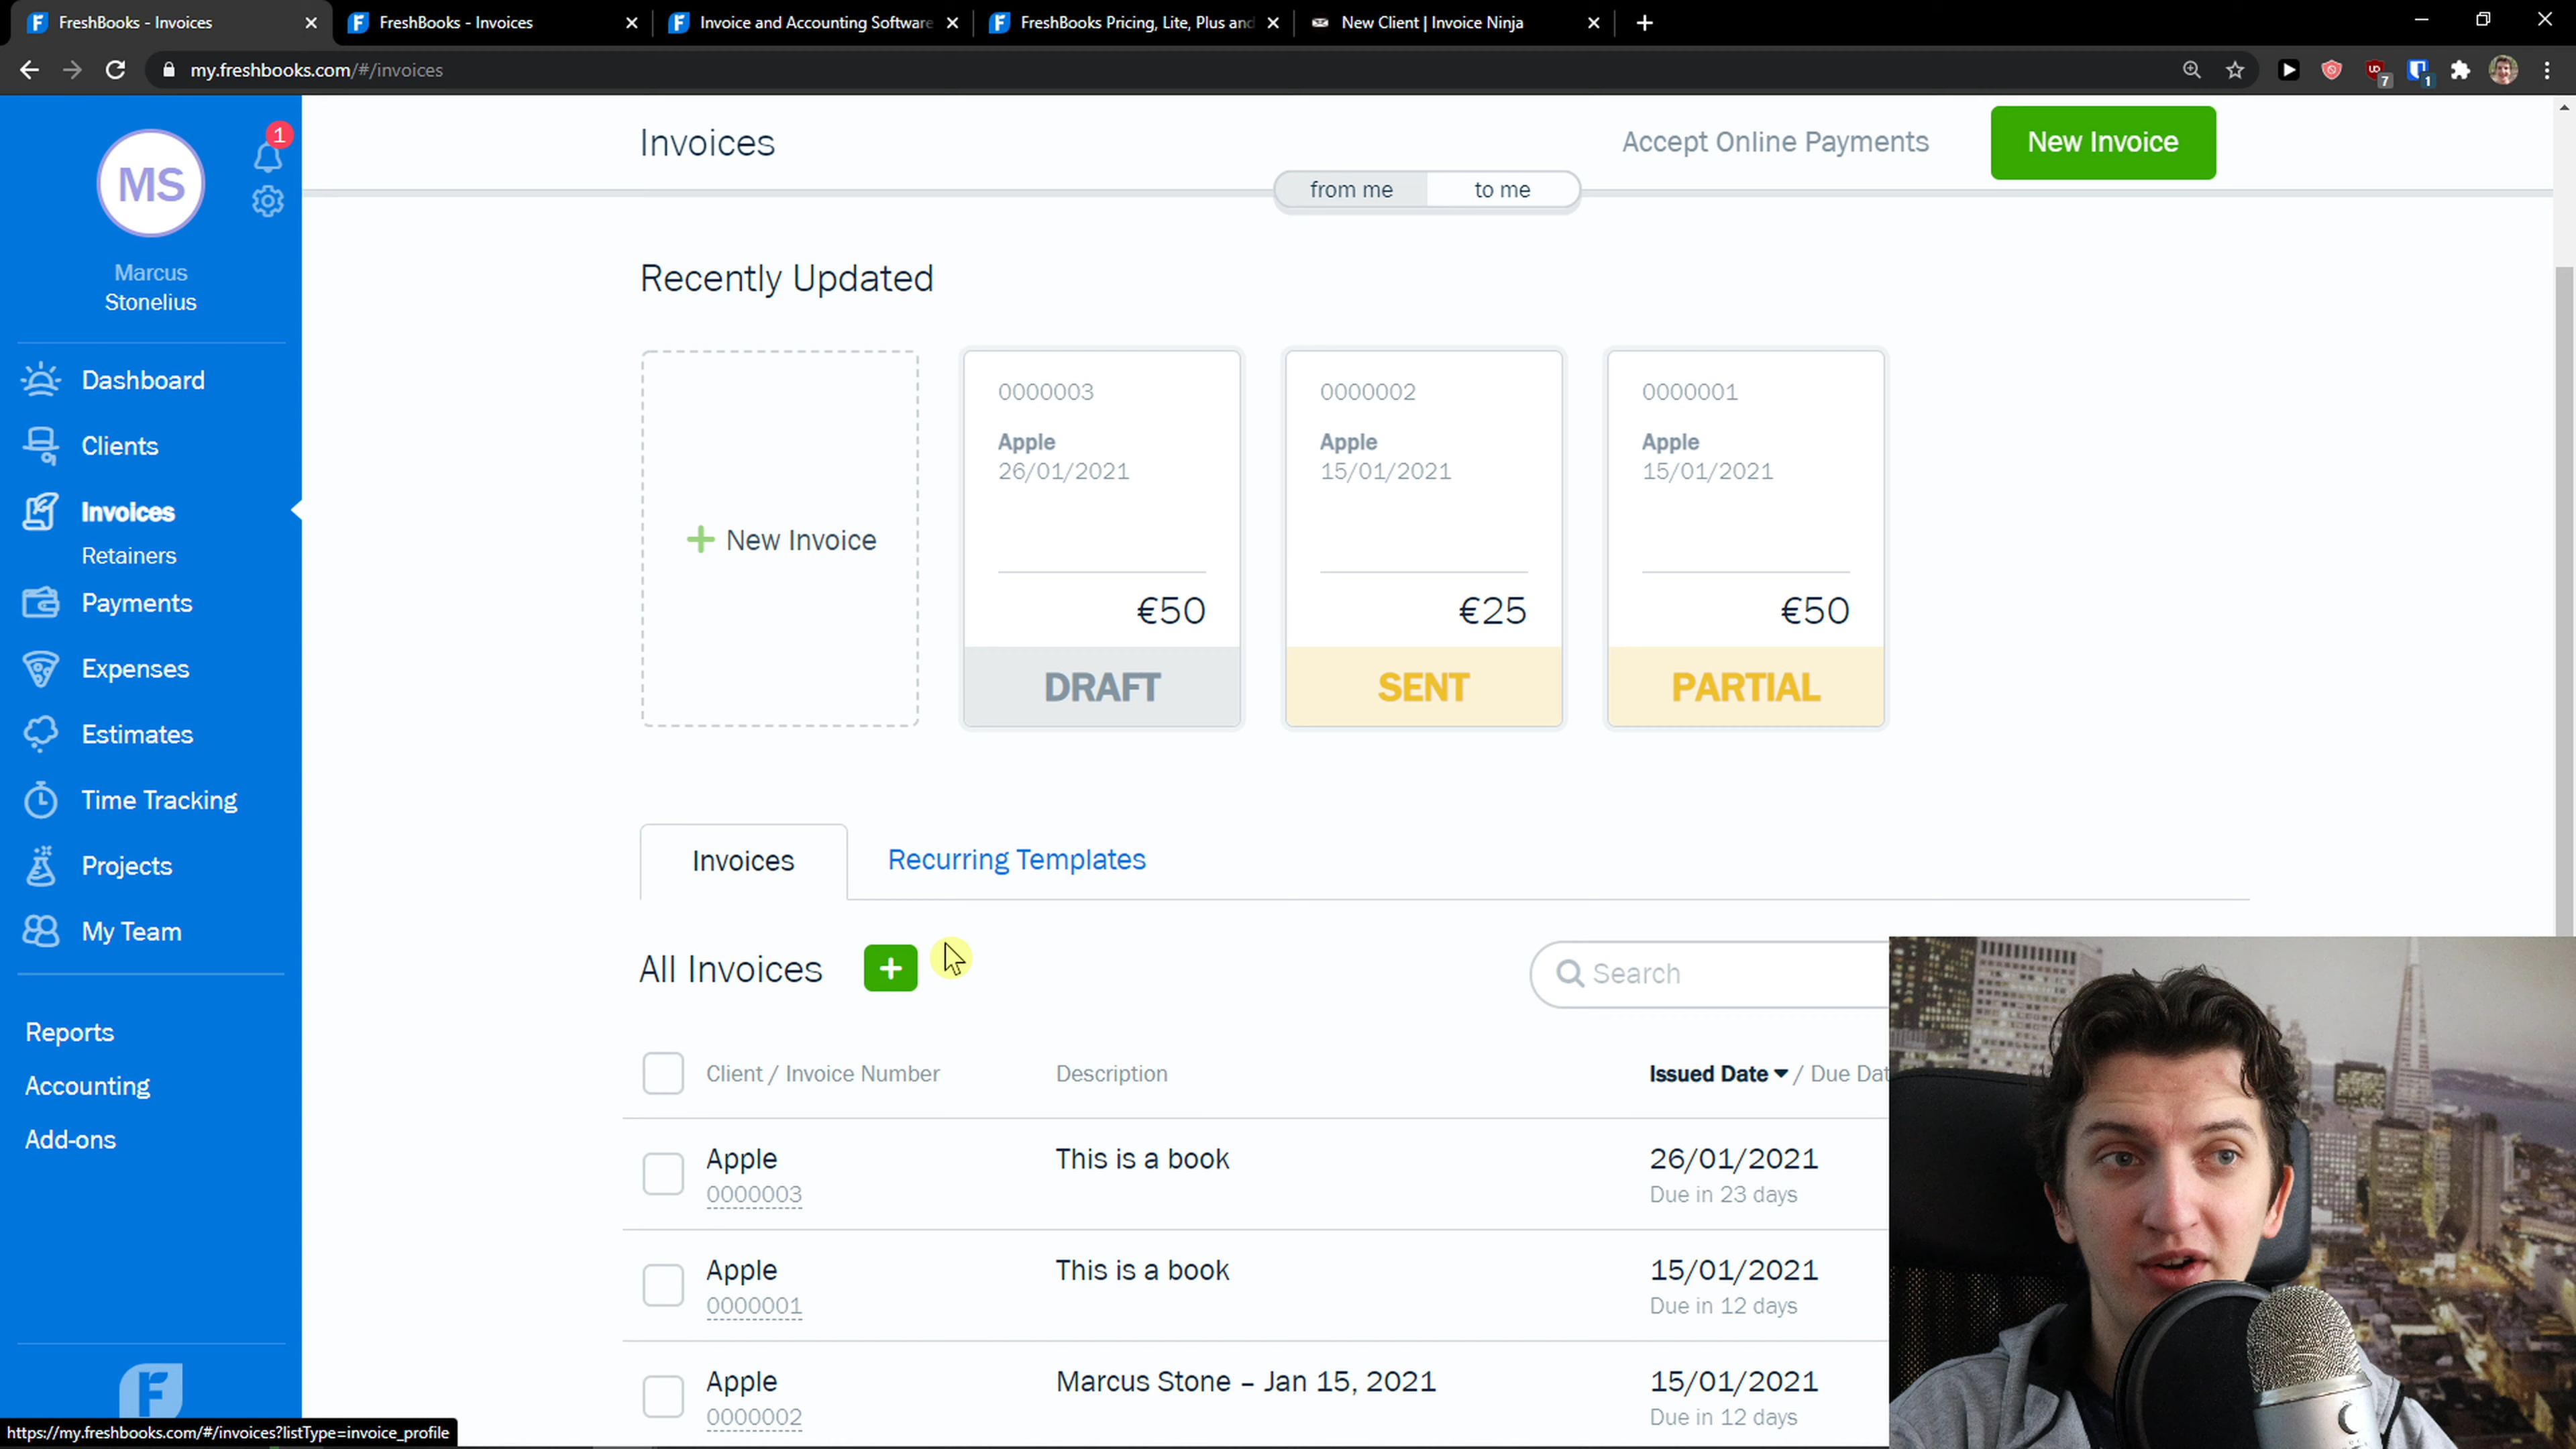 FreshBooks - Invoices
FreshBooks - Invoices
Invoice and Accounting Software
FreshBooks Pricing, Lite, Plus and
New Client | Invoice Ninja
my.freshbooks.com/#/invoices
7
1
MS
1
Marcus
Stonelius
Dashboard
Clients
Invoices
Retainers
Payments
Expenses
Estimates
Time Tracking
Projects
My Team
Reports
Accounting
Add-ons
https://my.freshbooks.com/#/invoices?listType=invoice_profile
Invoices
Accept Online Payments
New Invoice
from me
to me
Recently Updated
+ New Invoice
0000003
Apple
26/01/2021
€50
DRAFT
0000002
Apple
15/01/2021
€25
SENT
0000001
Apple
15/01/2021
€50
PARTIAL
Invoices
Recurring Templates
All Invoices
+
Search
Client / Invoice Number
Description
Issued Date / Due Dat
Apple
0000003
This is a book
26/01/2021
Due in 23 days
Apple
0000001
This is a book
15/01/2021
Due in 12 days
Apple
0000002
Marcus Stone – Jan 15, 2021
15/01/2021
Due in 12 days